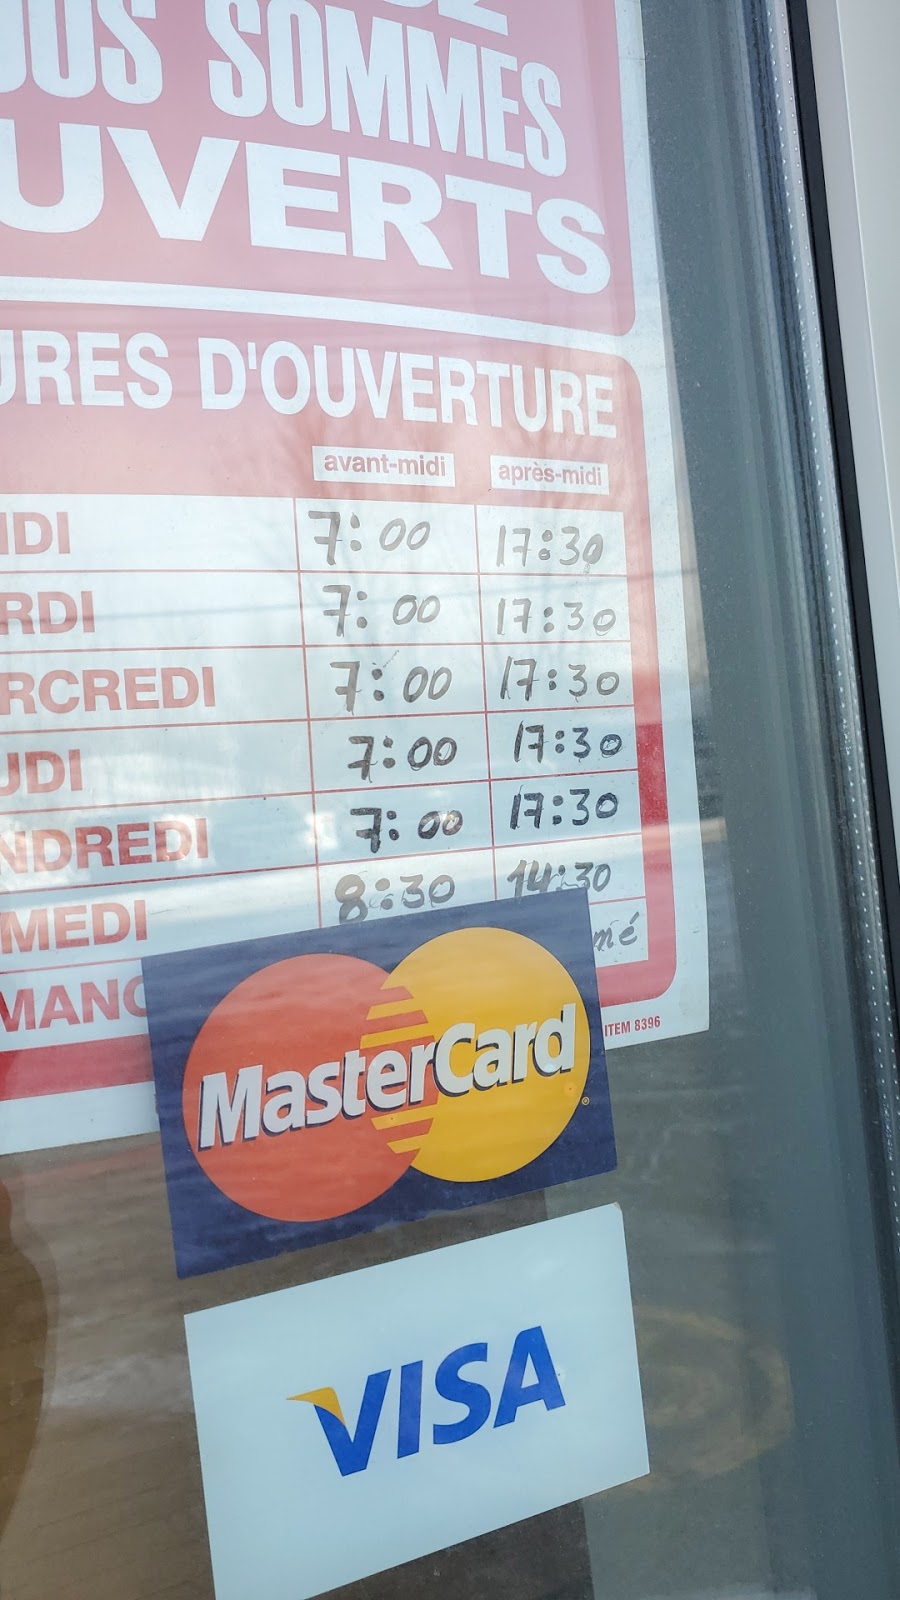 OUS SOMMES
UVERTS
URES D'OUVERTURE
avant-midi après-midi
NDI 7:00 17:30
RDI 7:00 17:30
RCREDI 7:00 17:30
UDI 7:00 17:30
NDREDI 7:00 17:30
MEDI 8:30 14:30
MANC mé
ITEM 8396
MasterCard
VISA